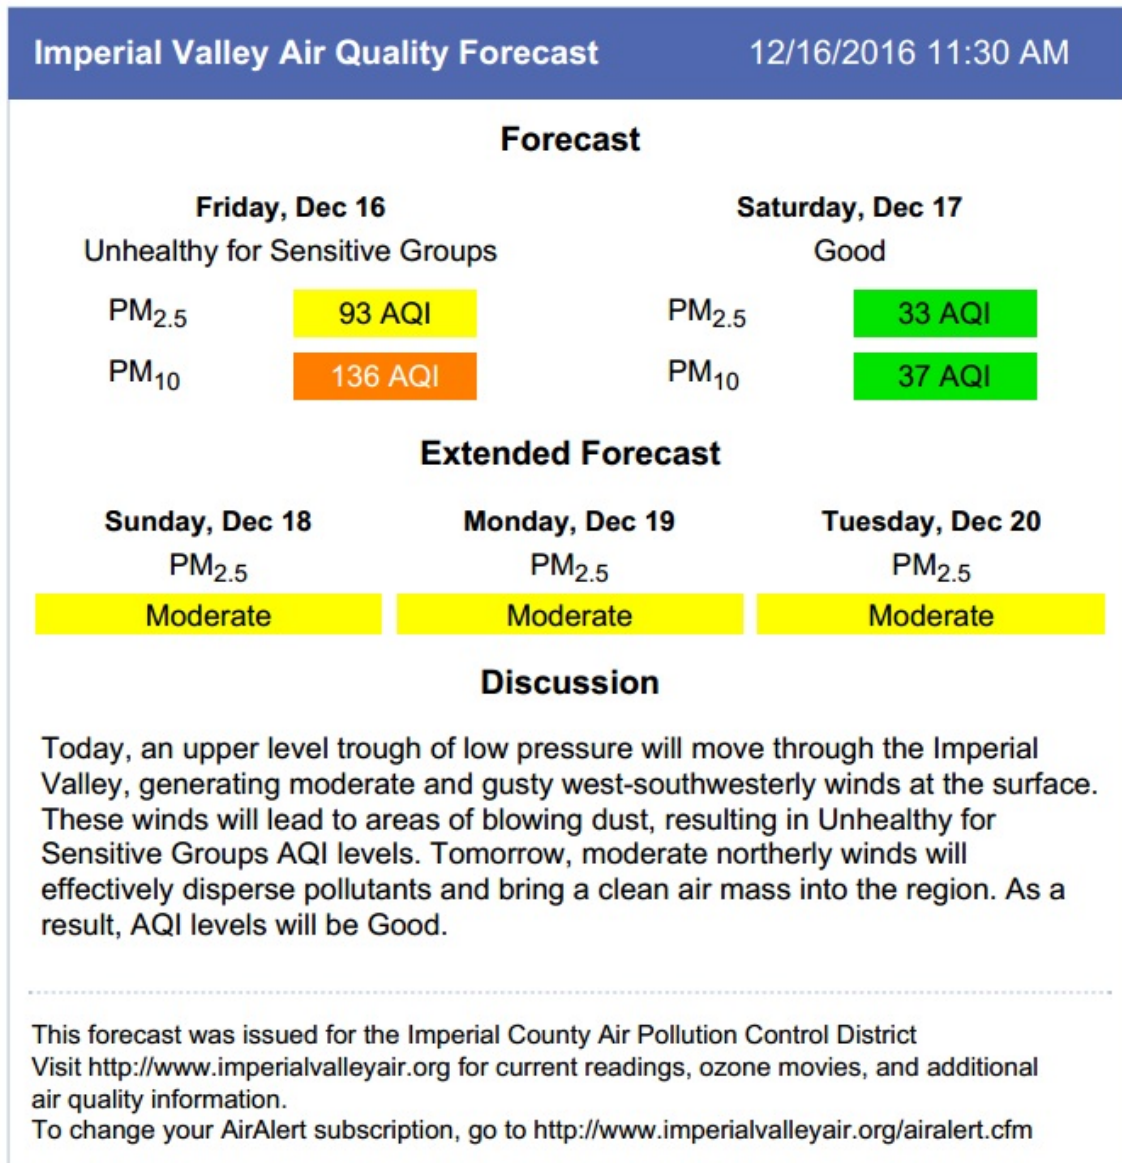 Imperial Valley Air Quality Forecast 12/16/2016 11:30 AM
Forecast
Friday, Dec 16
Unhealthy for Sensitive Groups
PM2.5 93 AQI
PM10 136 AQI
Saturday, Dec 17
Good
PM2.5 33 AQI
PM10 37 AQI
Extended Forecast
Sunday, Dec 18
PM2.5
Moderate
Monday, Dec 19
PM2.5
Moderate
Tuesday, Dec 20
PM2.5
Moderate
Discussion
Today, an upper level trough of low pressure will move through the Imperial
Valley, generating moderate and gusty west-southwesterly winds at the surface.
These winds will lead to areas of blowing dust, resulting in Unhealthy for
Sensitive Groups AQI levels. Tomorrow, moderate northerly winds will
effectively disperse pollutants and bring a clean air mass into the region. As a
result, AQI levels will be Good.
This forecast was issued for the Imperial County Air Pollution Control District
Visit http://www.imperialvalleyair.org for current readings, ozone movies, and additional
air quality information.
To change your AirAlert subscription, go to http://www.imperialvalleyair.org/airalert.cfm